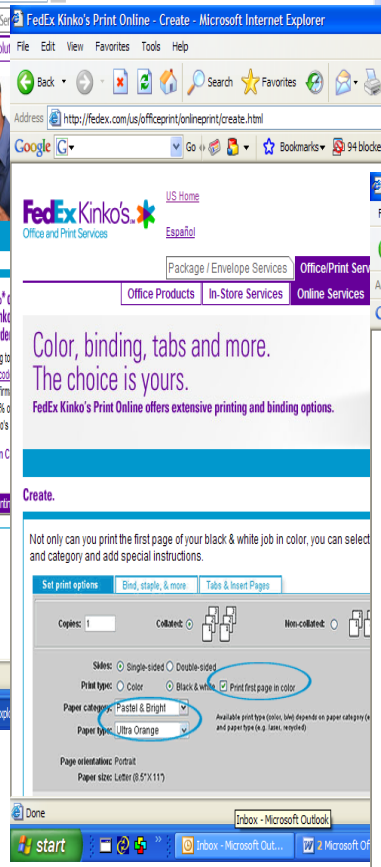 FedEx Kinko's Print Online - Create - Microsoft Internet Explorer
File Edit View Favorites Tools Help
Back Search Favorites
Address http://fedex.com/us/officeprint/onlineprint/create.html
Google G Go Bookmarks 94 blocke
FedEx Kinko's.
Office and Print Services
US Home
Español
Package / Envelope Services Office/Print Serv
Office Products In-Store Services Online Services
Color, binding, tabs and more.
The choice is yours.
FedEx Kinko's Print Online offers extensive printing and binding options.
Create.
Not only can you print the first page of your black & white job in color, you can select
and category and add special instructions.
Set print options Bind, staple, & more Tabs & Insert Pages
Copies: 1 Collated: Non-collated:
Sides: Single-sided Double-sided
Print type: Color Black & white Print first page in color
Paper category: Pastel & Bright
Available print type (color, b/w) depends on paper category (e
Paper type: Ultra Orange
and paper type (e.g. laser, recycled)
Page orientation: Portrait
Paper size: Letter (8.5"X11")
Done
Inbox - Microsoft Outlook
start Inbox - Microsoft Out... 2 Microsoft Of